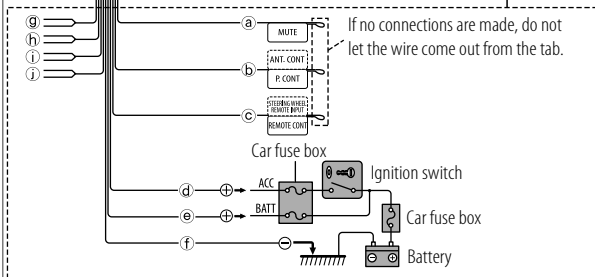 ⓖ
ⓗ
ⓘ
ⓙ
ⓐ
MUTE
If no connections are made, do not
let the wire come out from the tab.
ⓑ
ANT. CONT
P. CONT
ⓒ
STEERING WHEEL
REMOTE INPUT
REMOTE CONT
Car fuse box
Ignition switch
ⓓ
⊕
ACC
ⓔ
⊕
BATT
Car fuse box
ⓕ
⊖
⊖ ⊕
Battery